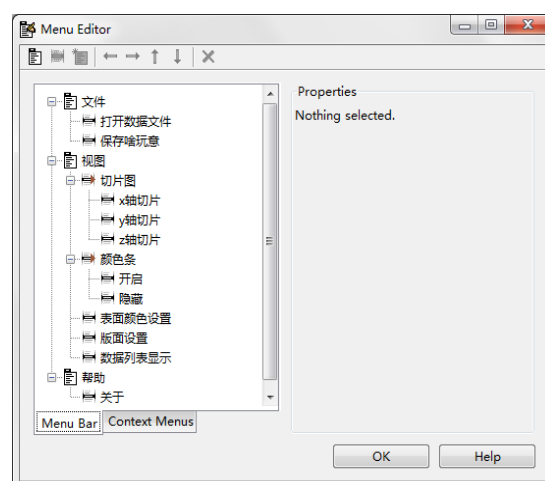 Menu Editor
Properties
Nothing selected.
文件
打开数据文件
保存啥玩意
视图
切片图
x轴切片
y轴切片
z轴切片
颜色条
开启
隐藏
表面颜色设置
版面设置
数据列表显示
帮助
关于
Menu Bar Context Menus
OK Help